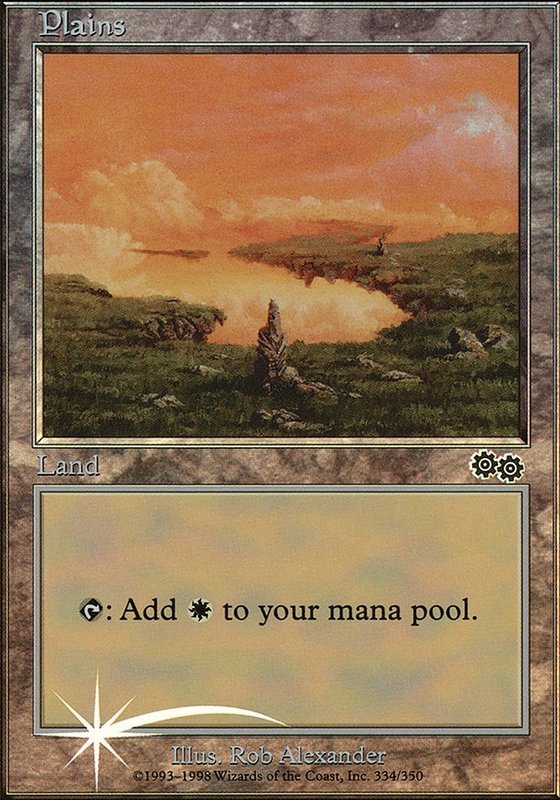 Plains
Land
: Add to your mana pool.
Illus. Rob Alexander
©1993–1998 Wizards of the Coast, Inc. 334/350